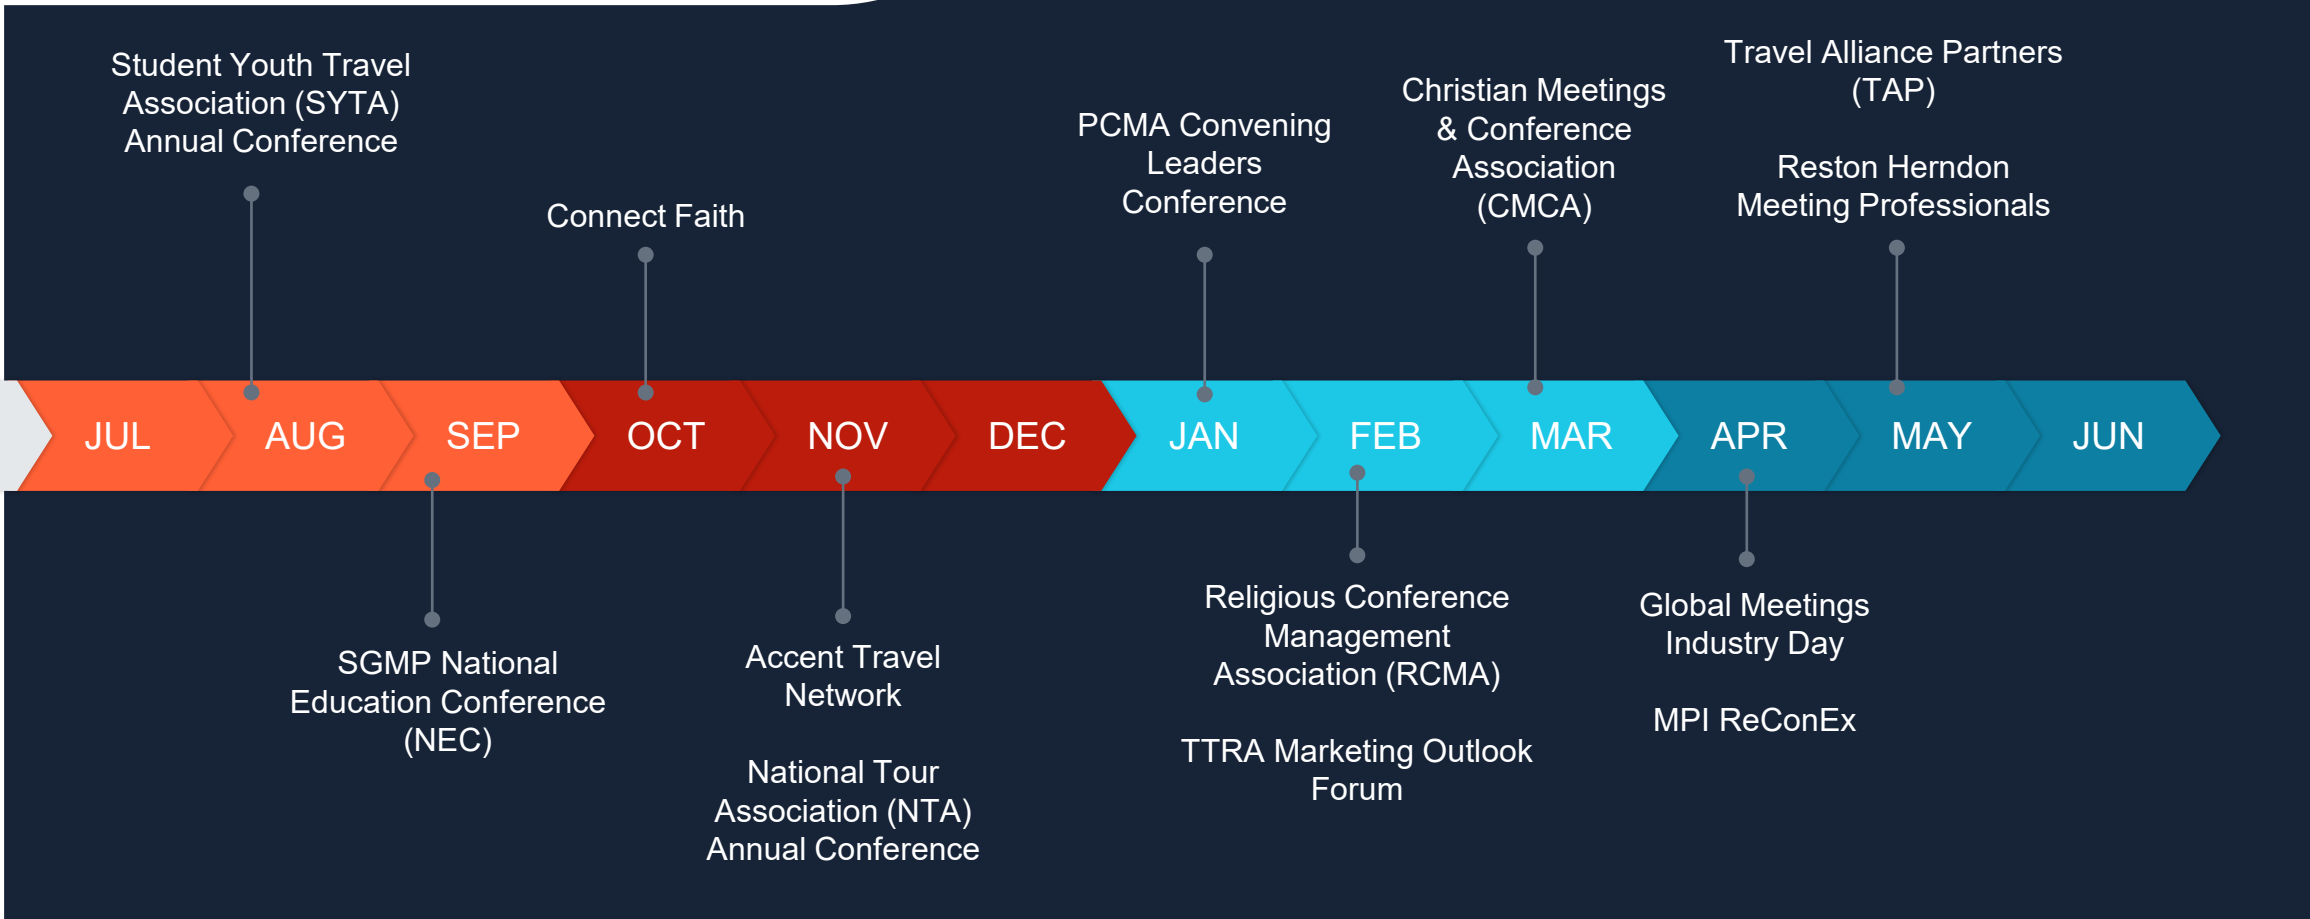 Student Youth Travel
Association (SYTA)
Annual Conference
Connect Faith
PCMA Convening
Leaders
Conference
Christian Meetings
& Conference
Association
(CMCA)
Travel Alliance Partners
(TAP)
Reston Herndon
Meeting Professionals
JUL
AUG
SEP
OCT
NOV
DEC
JAN
FEB
MAR
APR
MAY
JUN
SGMP National
Education Conference
(NEC)
Accent Travel
Network
National Tour
Association (NTA)
Annual Conference
Religious Conference
Management
Association (RCMA)
TTRA Marketing Outlook
Forum
Global Meetings
Industry Day
MPI ReConEx